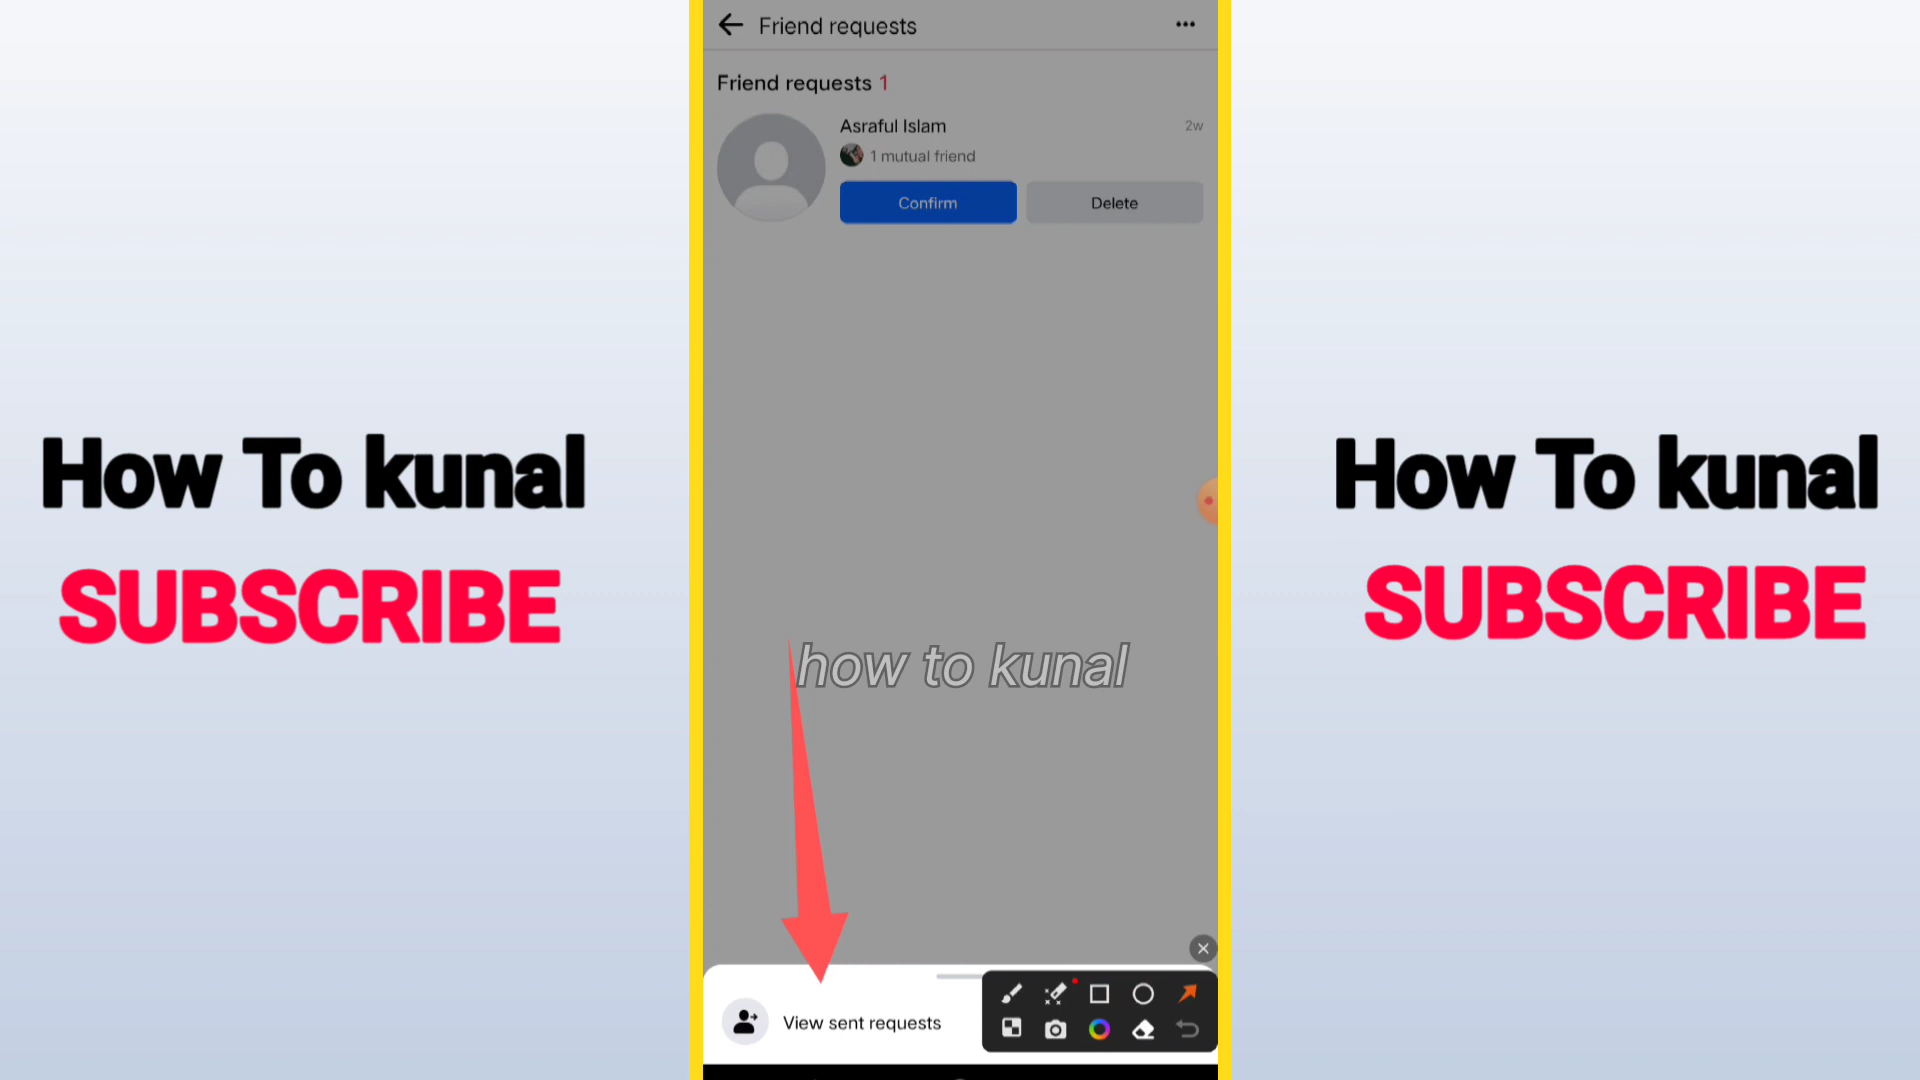 Friend requests
Friend requests 1
Asraful Islam
2w
1 mutual friend
Confirm
Delete
How To kunal
SUBSCRIBE
How To kunal
SUBSCRIBE
how to kunal
View sent requests